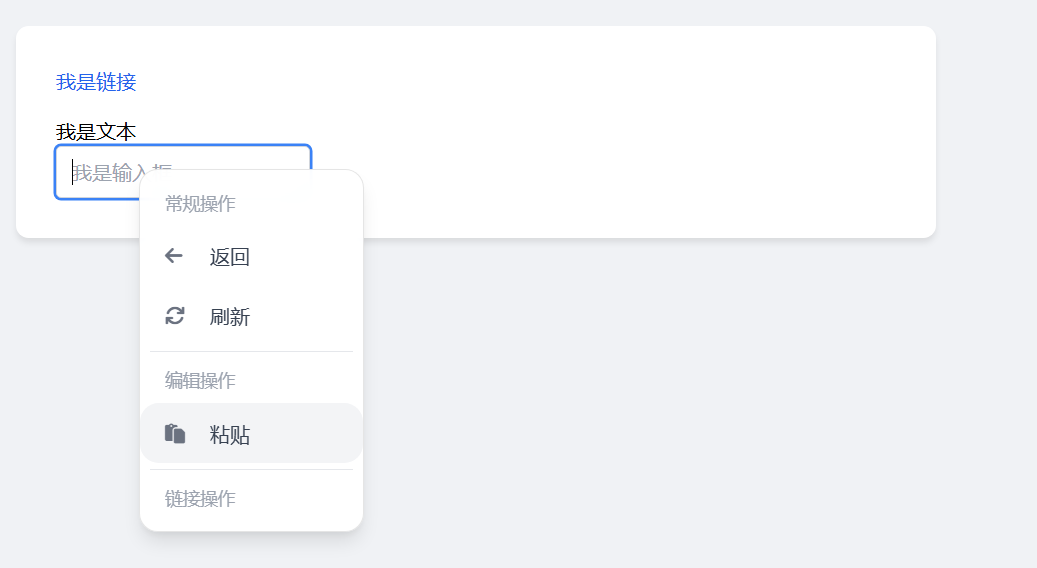 我是链接
我是文本
我是输入框
常规操作
返回
刷新
编辑操作
粘贴
链接操作